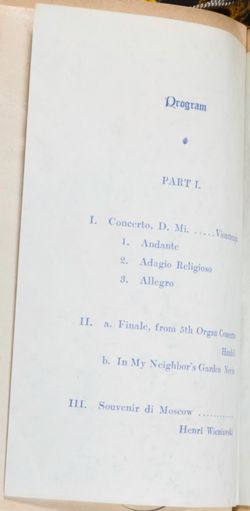 Program
PART I.
I. Concerto, D. Mi. .....Vieuxtemps
1. Andante
2. Adagio Religioso
3. Allegro
II. a. Finale, from 5th Organ Concerto
Handel
b. In My Neighbor's Garden Nevin
III. Souvenir di Moscow ...........
Henri Wieniawski